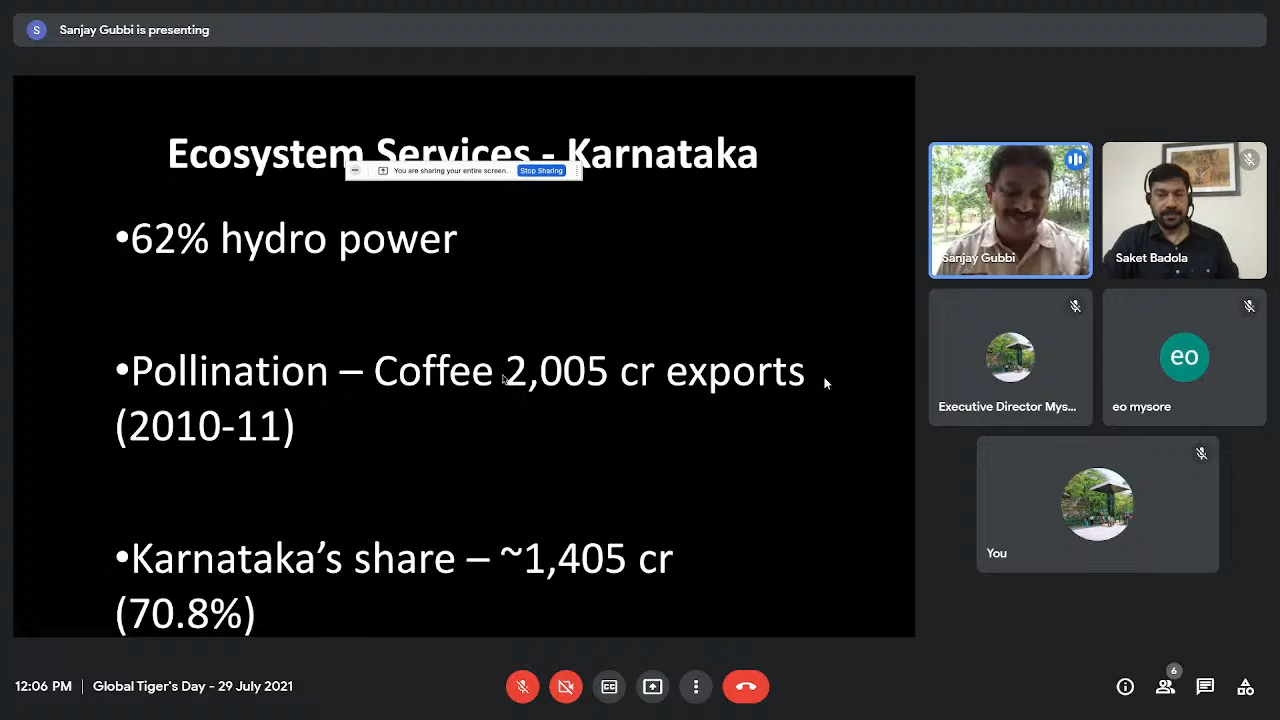 S Sanjay Gubbi is presenting
Ecosystem Services - Karnataka
You are sharing your entire screen. Stop Sharing
•62% hydro power
•Pollination – Coffee 2,005 cr exports
(2010-11)
•Karnataka’s share – ~1,405 cr
(70.8%)
Sanjay Gubbi
Saket Badola
Executive Director Mys...
eo
eo mysore
You
12:06 PM | Global Tiger's Day - 29 July 2021
CC
6